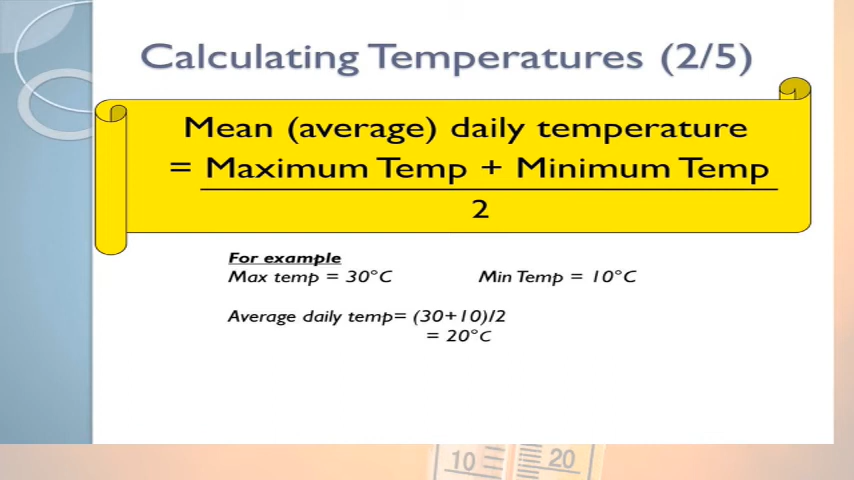 Calculating Temperatures (2/5)
Mean (average) daily temperature
= Maximum Temp + Minimum Temp
2
For example
Max temp = 30°C Min Temp = 10°C
Average daily temp= (30+10)/2
= 20°C
10 20